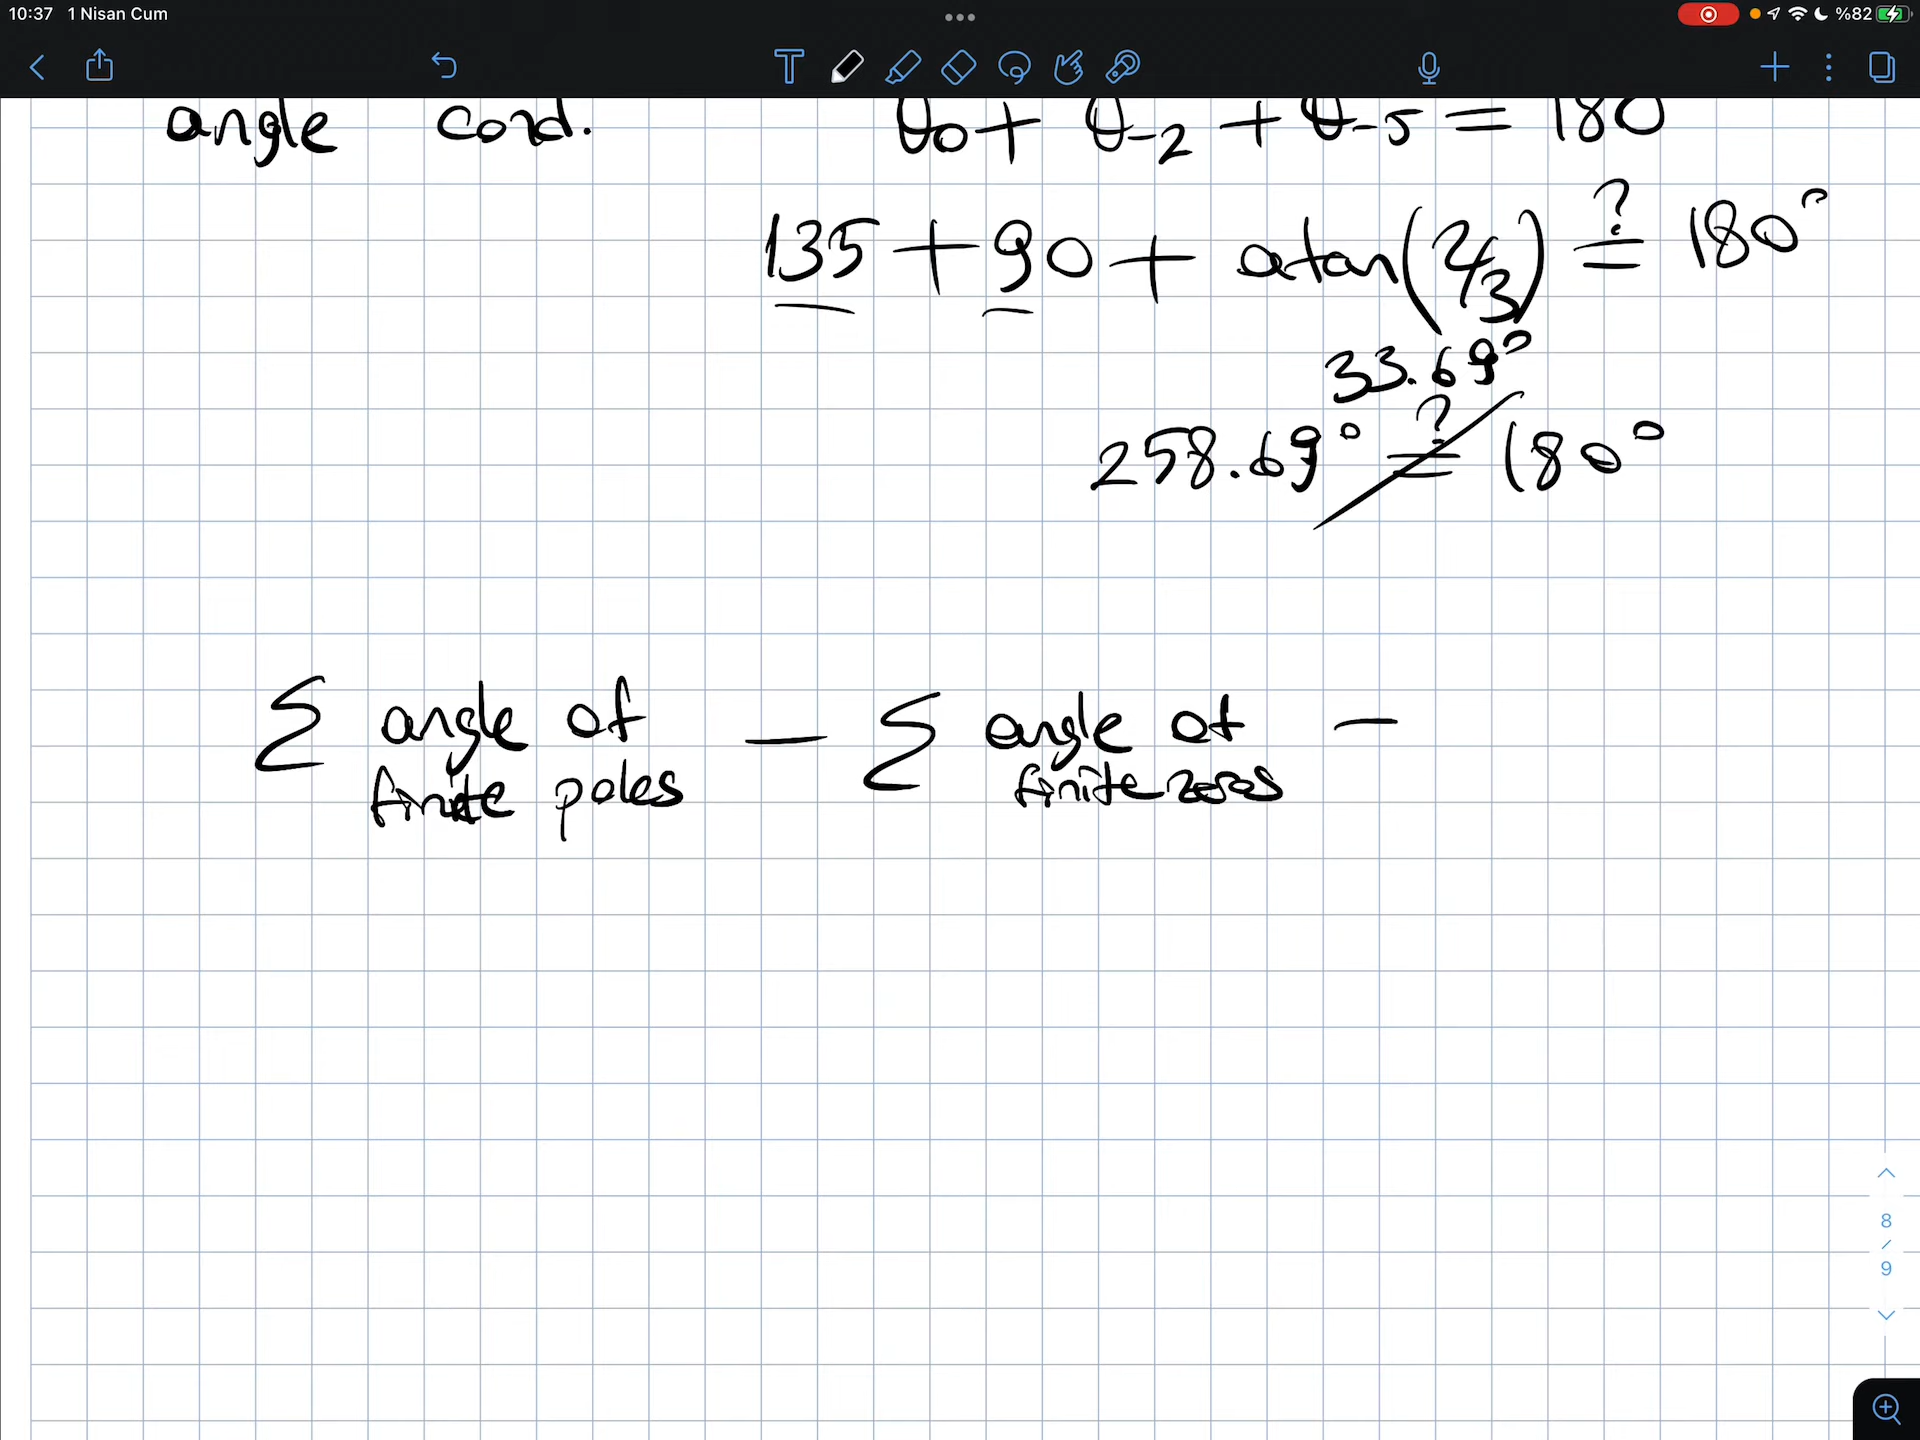 10:37 1 Nisan Cum
%82
angle cond.
θ0 + θ-2 + θ-5 = 180
135 + 90 + atan(2/3) ?= 180°
33.69°
258.69° ?= 180°
Σ angle of finite poles — Σ angle of finite zeros —
8
/
9